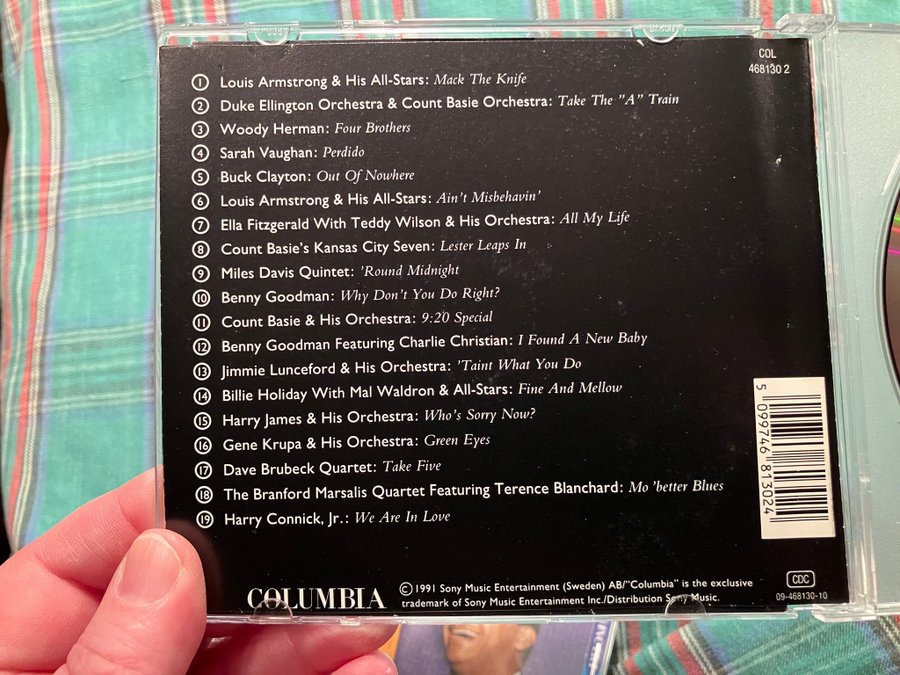 COL
468130 2
1 Louis Armstrong & His All-Stars: Mack The Knife
2 Duke Ellington Orchestra & Count Basie Orchestra: Take The "A" Train
3 Woody Herman: Four Brothers
4 Sarah Vaughan: Perdido
5 Buck Clayton: Out Of Nowhere
6 Louis Armstrong & His All-Stars: Ain't Misbehavin'
7 Ella Fitzgerald With Teddy Wilson & His Orchestra: All My Life
8 Count Basie's Kansas City Seven: Lester Leaps In
9 Miles Davis Quintet: 'Round Midnight
10 Benny Goodman: Why Don't You Do Right?
11 Count Basie & His Orchestra: 9:20 Special
12 Benny Goodman Featuring Charlie Christian: I Found A New Baby
13 Jimmie Lunceford & His Orchestra: 'Taint What You Do
14 Billie Holiday With Mal Waldron & All-Stars: Fine And Mellow
15 Harry James & His Orchestra: Who's Sorry Now?
16 Gene Krupa & His Orchestra: Green Eyes
17 Dave Brubeck Quartet: Take Five
18 The Branford Marsalis Quartet Featuring Terence Blanchard: Mo 'better Blues
19 Harry Connick, Jr.: We Are In Love
5 099746 813024
COLUMBIA
© 1991 Sony Music Entertainment (Sweden) AB/"Columbia" is the exclusive
trademark of Sony Music Entertainment Inc./Distribution Sony Music.
CDC
09-468130-10